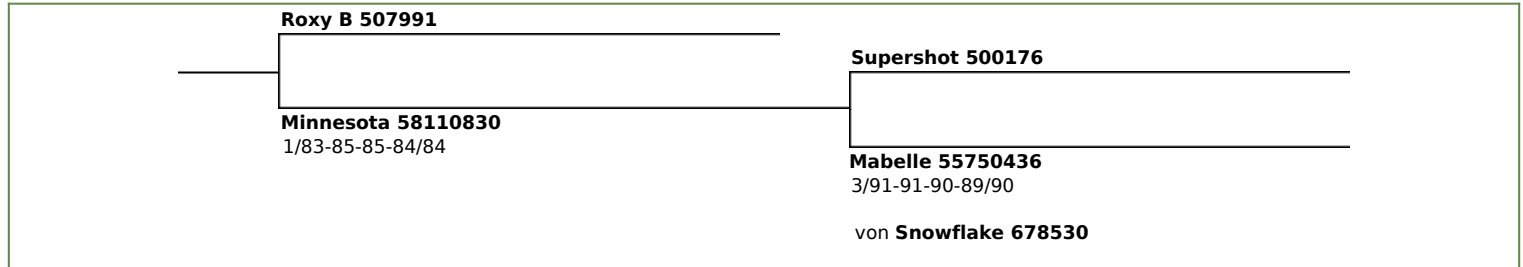 Roxy B 507991
Supershot 500176
Minnesota 58110830
1/83-85-85-84/84
Mabelle 55750436
3/91-91-90-89/90
von Snowflake 678530